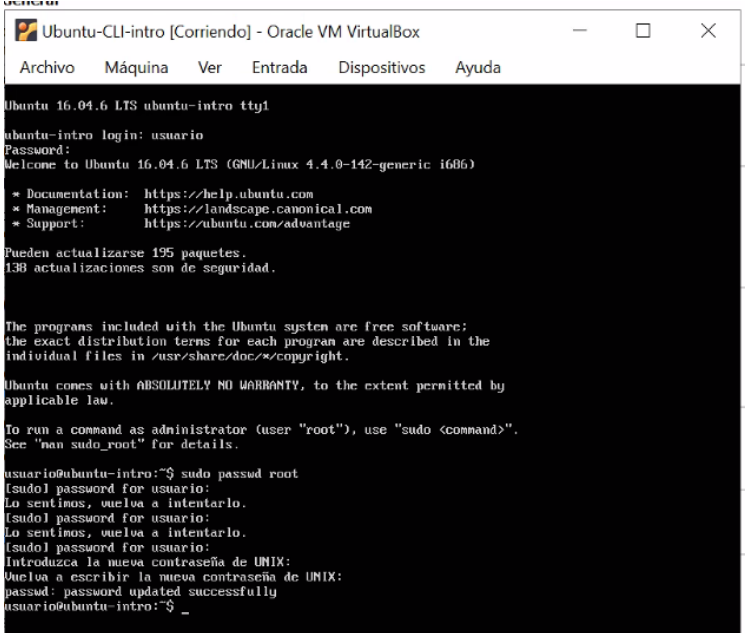 General
Ubuntu-CLI-intro [Corriendo] - Oracle VM VirtualBox
Archivo Máquina Ver Entrada Dispositivos Ayuda
Ubuntu 16.04.6 LTS ubuntu-intro tty1
ubuntu-intro login: usuario
Password:
Welcome to Ubuntu 16.04.6 LTS (GNU/Linux 4.4.0-142-generic i686)
* Documentation: https://help.ubuntu.com
* Management: https://landscape.canonical.com
* Support: https://ubuntu.com/advantage
Pueden actualizarse 195 paquetes.
138 actualizaciones son de seguridad.
The programs included with the Ubuntu system are free software;
the exact distribution terms for each program are described in the
individual files in /usr/share/doc/*/copyright.
Ubuntu comes with ABSOLUTELY NO WARRANTY, to the extent permitted by
applicable law.
To run a command as administrator (user "root"), use "sudo <command>".
See "man sudo_root" for details.
usuario@ubuntu-intro:~$ sudo passwd root
[sudo] password for usuario:
Lo sentimos, vuelva a intentarlo.
[sudo] password for usuario:
Lo sentimos, vuelva a intentarlo.
[sudo] password for usuario:
Introduzca la nueva contraseña de UNIX:
Vuelva a escribir la nueva contraseña de UNIX:
passwd: password updated successfully
usuario@ubuntu-intro:~$ _